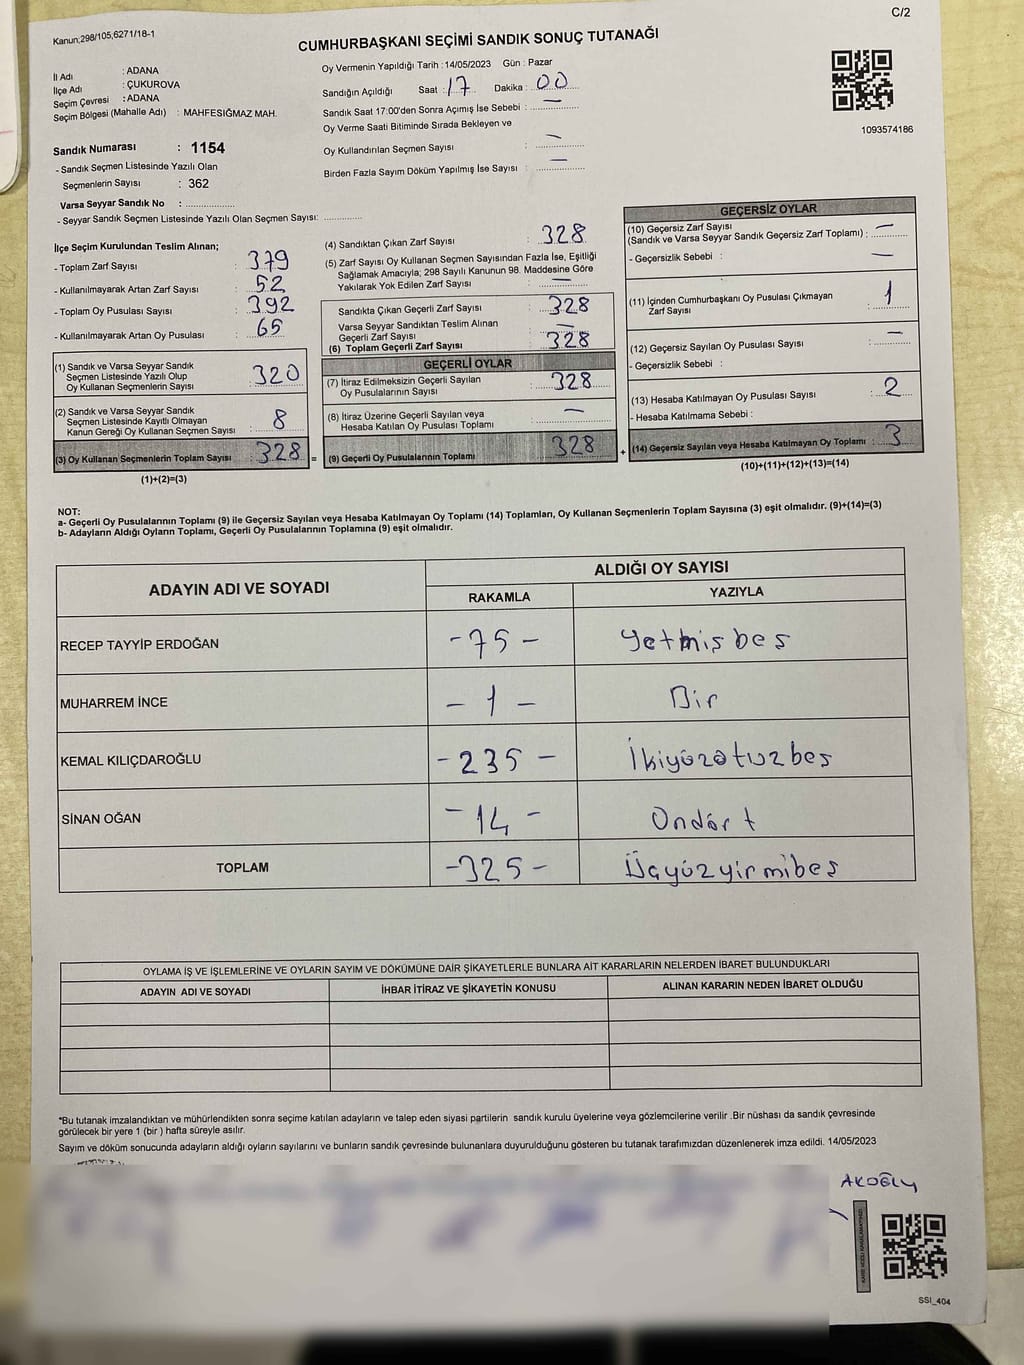 C/2
Kanun;298/105,6271/18-1
CUMHURBAŞKANI SEÇİMİ SANDIK SONUÇ TUTANAĞI
İl Adı : ADANA
İlçe Adı : ÇUKUROVA
Seçim Çevresi : ADANA
Seçim Bölgesi (Mahalle Adı) : MAHFESIĞMAZ MAH.
Sandık Numarası : 1154
- Sandık Seçmen Listesinde Yazılı Olan
Seçmenlerin Sayısı : 362
Varsa Seyyar Sandık No : ..................
- Seyyar Sandık Seçmen Listesinde Yazılı Olan Seçmen Sayısı: .............
Oy Vermenin Yapıldığı Tarih : 14/05/2023 Gün : Pazar
Sandığın Açıldığı Saat : 17 Dakika : 00
Sandık Saat 17:00'den Sonra Açımış İse Sebebi : —
Oy Verme Saati Bitiminde Sırada Bekleyen ve
Oy Kullandırılan Seçmen Sayısı : —
Birden Fazla Sayım Döküm Yapılmış İse Sayısı : —
1093574186
İlçe Seçim Kurulundan Teslim Alınan;
- Toplam Zarf Sayısı : 379
- Kullanılmayarak Artan Zarf Sayısı : 52
- Toplam Oy Pusulası Sayısı : 392
- Kullanılmayarak Artan Oy Pusulası : 65
(1) Sandık ve Varsa Seyyar Sandık
Seçmen Listesinde Yazılı Olup
Oy Kullanan Seçmenlerin Sayısı : 320
(2) Sandık ve Varsa Seyyar Sandık
Seçmen Listesinde Kayıtlı Olmayan
Kanun Gereği Oy Kullanan Seçmen Sayısı : 8
(3) Oy Kullanan Seçmenlerin Toplam Sayısı : 328 =
(1)+(2)=(3)
(4) Sandıktan Çıkan Zarf Sayısı : 328
(5) Zarf Sayısı Oy Kullanan Seçmen Sayısından Fazla İse, Eşitliği
Sağlamak Amacıyla; 298 Sayılı Kanunun 98. Maddesine Göre
Yakılarak Yok Edilen Zarf Sayısı : —
Sandıkta Çıkan Geçerli Zarf Sayısı : 328
Varsa Seyyar Sandıktan Teslim Alınan
Geçerli Zarf Sayısı : —
(6) Toplam Geçerli Zarf Sayısı : 328
GEÇERLİ OYLAR
(7) İtiraz Edilmeksizin Geçerli Sayılan
Oy Pusulalarının Sayısı : 328
(8) İtiraz Üzerine Geçerli Sayılan veya
Hesaba Katılan Oy Pusulası Toplamı : —
(9) Geçerli Oy Pusulalarının Toplamı : 328 +
GEÇERSİZ OYLAR
(10) Geçersiz Zarf Sayısı
(Sandık ve Varsa Seyyar Sandık Geçersiz Zarf Toplamı) : —
- Geçersizlik Sebebi : —
(11) İçinden Cumhurbaşkanı Oy Pusulası Çıkmayan
Zarf Sayısı : 1
(12) Geçersiz Sayılan Oy Pusulası Sayısı : —
- Geçersizlik Sebebi :
(13) Hesaba Katılmayan Oy Pusulası Sayısı : 2
- Hesaba Katılmama Sebebi :
(14) Geçersiz Sayılan veya Hesaba Katılmayan Oy Toplamı : 3
(10)+(11)+(12)+(13)=(14)
NOT:
a- Geçerli Oy Pusulalarının Toplamı (9) ile Geçersiz Sayılan veya Hesaba Katılmayan Oy Toplamı (14) Toplamları, Oy Kullanan Seçmenlerin Toplam Sayısına (3) eşit olmalıdır. (9)+(14)=(3)
b- Adayların Aldığı Oyların Toplamı, Geçerli Oy Pusulalarının Toplamına (9) eşit olmalıdır.
ADAYIN ADI VE SOYADI ALDIĞI OY SAYISI
RAKAMLA YAZIYLA
RECEP TAYYİP ERDOĞAN -75- Yetmiş beş
MUHARREM İNCE -1- Bir
KEMAL KILIÇDAROĞLU -235- İkiyüzotuzbeş
SİNAN OĞAN -14- Ondört
TOPLAM -325- Üçyüzyirmibeş
OYLAMA İŞ VE İŞLEMLERİNE VE OYLARIN SAYIM VE DÖKÜMÜNE DAİR ŞİKAYETLERLE BUNLARA AİT KARARLARIN NELERDEN İBARET BULUNDUKLARI
ADAYIN ADI VE SOYADI İHBAR İTİRAZ VE ŞİKAYETİN KONUSU ALINAN KARARIN NEDEN İBARET OLDUĞU
*Bu tutanak imzalandıktan ve mühürlendikten sonra seçime katılan adayların ve talep eden siyasi partilerin sandık kurulu üyelerine veya gözlemcilerine verilir .Bir nüshası da sandık çevresinde
görülecek bir yere 1 (bir ) hafta süreyle asılır.
Sayım ve döküm sonucunda adayların aldığı oyların sayılarını ve bunların sandık çevresinde bulunanlara duyurulduğunu gösteren bu tutanak tarafımızdan düzenlenerek imza edildi. 14/05/2023
SSI_404